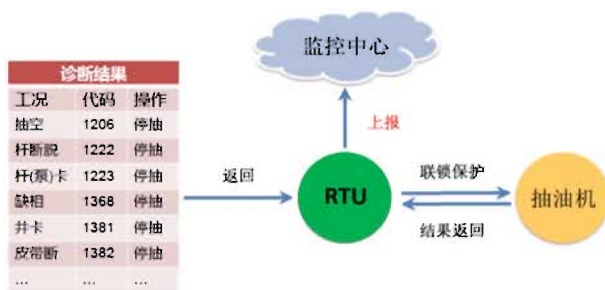 监控中心
诊断结果
工况 代码 操作
抽空 1206 停抽
杆断脱 1222 停抽
杆(泵)卡 1223 停抽
缺相 1368 停抽
井卡 1381 停抽
皮带断 1382 停抽
... ... ...
上报
返回
RTU
联锁保护
结果返回
抽油机